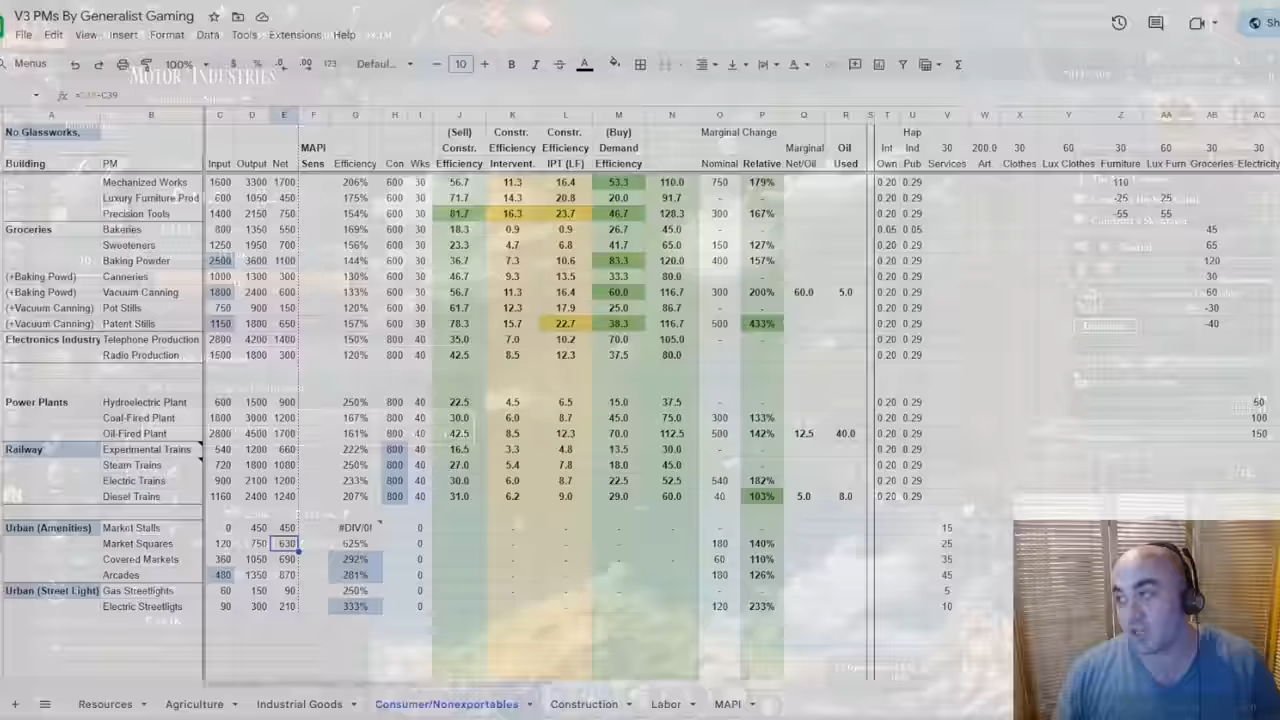 V3 PMs By Generalist Gaming
File Edit View Insert Format Data Tools Extensions Help
Menus 100% $ % .0 .00 123 Defaul... 10 B I A Σ
Motor Industries
fx =C39-C39
A B C D E F G H I J K L M N O P Q R S T U V W X Y Z AA AB AC
No Glassworks, (Sell) Constr. Constr. (Buy) Marginal Change Hap 30 200.0 30 60 30 60 30 30
MAPI Constr. Efficiency Efficiency Demand Marginal Oil Int Ind
Building PM Input Output Net Sens Efficiency Con Wks Efficiency Intervent. IPT (LF) Efficiency Nominal Relative Net/Oil Used Own Pub Services Art Clothes Lux Clothes Furniture Lux Furn Groceries Electricity
Mechanized Works 1600 3300 1700 206% 600 30 56.7 11.3 16.4 53.3 110.0 750 179% 0.20 0.29 110
Luxury Furniture Prod 600 1050 450 175% 600 30 71.7 14.3 20.8 20.0 91.7 - - 0.20 0.29 -25 25
Precision Tools 1400 2150 750 154% 600 30 81.7 16.3 23.7 46.7 128.3 300 167% 0.20 0.29 -55 55
Groceries Bakeries 800 1350 550 169% 600 30 18.3 0.9 0.9 26.7 45.0 - - 0.05 0.05 45
Sweeteners 1250 1950 700 156% 600 30 23.3 4.7 6.8 41.7 65.0 150 127% 0.20 0.29 65
Baking Powder 2500 3600 1100 144% 600 30 36.7 7.3 10.6 83.3 120.0 400 157% 0.20 0.29 120
(+Baking Powd) Canneries 1000 1300 300 130% 600 30 46.7 9.3 13.5 33.3 80.0 - - 0.20 0.29 30
(+Baking Powd) Vacuum Canning 1800 2400 600 133% 600 30 56.7 11.3 16.4 60.0 116.7 300 200% 60.0 5.0 0.20 0.29 60
(+Vacuum Canning) Pot Stills 750 900 150 120% 600 30 61.7 12.3 17.9 25.0 86.7 - - 0.20 0.29 -30
(+Vacuum Canning) Patent Stills 1150 1800 650 157% 600 30 78.3 15.7 22.7 38.3 116.7 500 433% 0.20 0.29 -40
Electronics Industry Telephone Production 2800 4200 1400 150% 800 40 35.0 7.0 10.2 70.0 105.0 - - 0.20 0.29
Radio Production 1500 1800 300 120% 800 40 42.5 8.5 12.3 37.5 80.0 0.20 0.29
Power Plants Hydroelectric Plant 600 1500 900 250% 800 40 22.5 4.5 6.5 15.0 37.5 - - 0.20 0.29 50
Coal-Fired Plant 1800 3000 1200 167% 800 40 30.0 6.0 8.7 45.0 75.0 300 133% 0.20 0.29 100
Oil-Fired Plant 2800 4500 1700 161% 800 40 42.5 8.5 12.3 70.0 112.5 500 142% 12.5 40.0 0.20 0.29 150
Railway Experimental Trains 540 1200 660 222% 800 40 16.5 3.3 4.8 13.5 30.0 - - 0.20 0.29
Steam Trains 720 1800 1080 250% 800 40 27.0 5.4 7.8 18.0 45.0 - - 0.20 0.29
Electric Trains 900 2100 1200 233% 800 40 30.0 6.0 8.7 22.5 52.5 540 182% 0.20 0.29
Diesel Trains 1160 2400 1240 207% 800 40 31.0 6.2 9.0 29.0 60.0 40 103% 5.0 8.0 0.20 0.29
Urban (Amenities) Market Stalls 0 450 450 #DIV/0! 0 - - - - - - 15
Market Squares 120 750 630 625% 0 - - - - 180 140% 25
Covered Markets 360 1050 690 292% 0 - - - - 60 110% 35
Arcades 480 1350 870 281% 0 - - - - 180 126% 45
Urban (Street Light) Gas Streetlights 60 150 90 250% 0 - - - - - - 5
Electric Streetligts 90 300 210 333% 0 - - - - 120 233% 10
+ Resources Agriculture Industrial Goods Consumer/Nonexportables Construction Labor MAPI